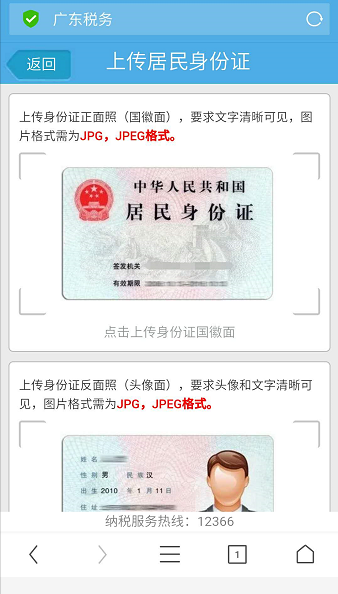 广东税务
返回
上传居民身份证
上传身份证正面照（国徽面），要求文字清晰可见，图
片格式需为JPG，JPEG格式。
中华人民共和国
居民身份证
签发机关
有效期限
点击上传身份证国徽面
上传身份证反面照（头像面），要求头像和文字清晰可
见，图片格式需为JPG，JPEG格式。
姓名
性别 男 民族 汉
出生 2010 年 1 月 11 日
住址
纳税服务热线：12366
1